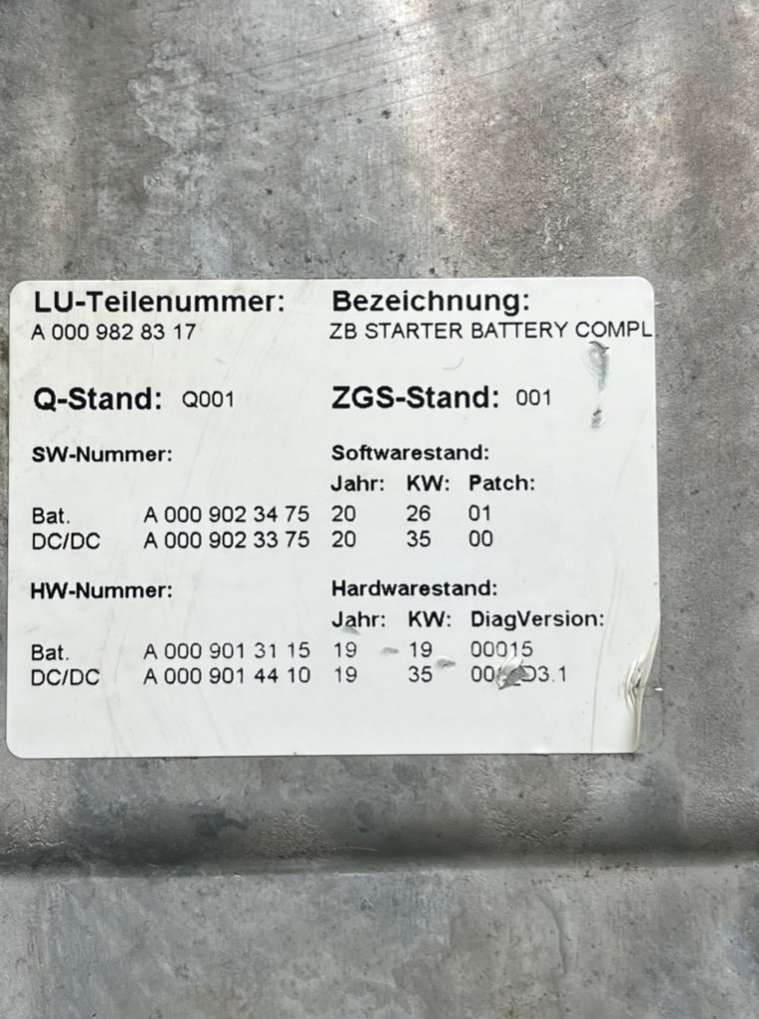 LU-Teilenummer: Bezeichnung:
A 000 982 83 17 ZB STARTER BATTERY COMPL.
Q-Stand: Q001 ZGS-Stand: 001
SW-Nummer: Softwarestand:
Jahr: KW: Patch:
Bat. A 000 902 34 75 20 26 01
DC/DC A 000 902 33 75 20 35 00
HW-Nummer: Hardwarestand:
Jahr: KW: DiagVersion:
Bat. A 000 901 31 15 19 19 00015
DC/DC A 000 901 44 10 19 35